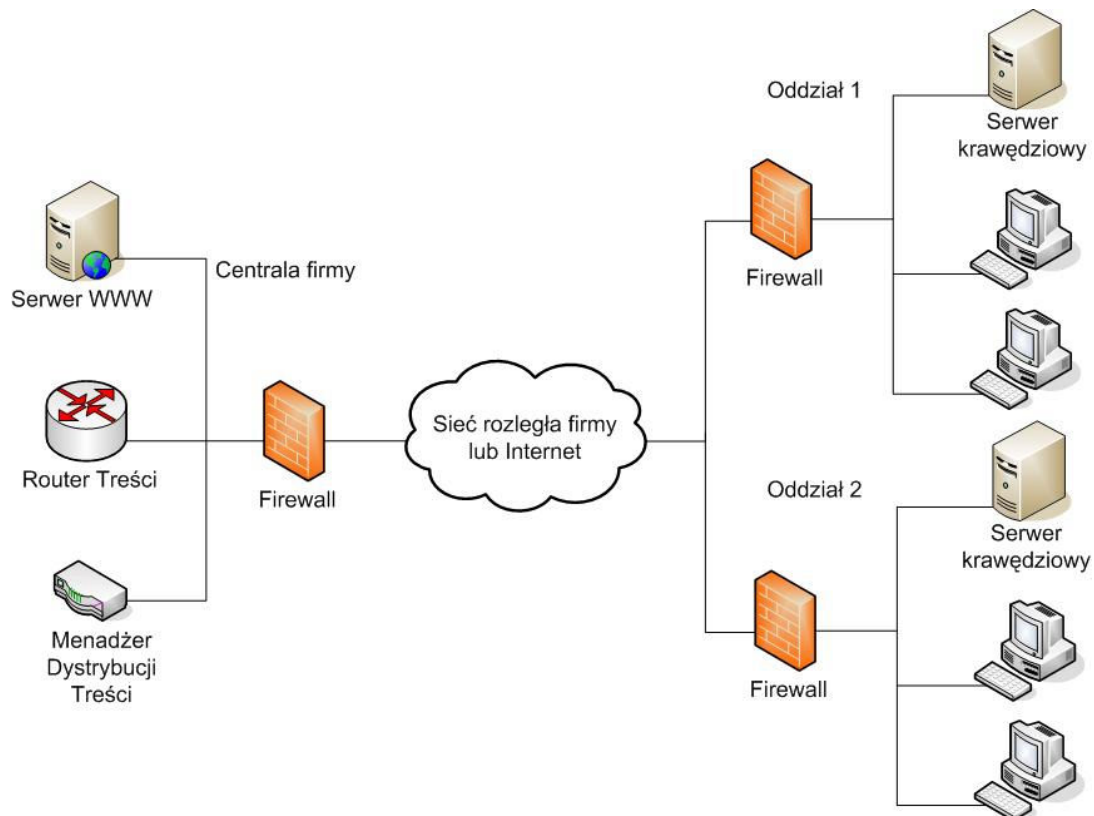 Serwer WWW
Centrala firmy
Router Treści
Firewall
Menadżer
Dystrybucji
Treści
Sieć rozległa firmy
lub Internet
Oddział 1
Serwer
krawędziowy
Firewall
Oddział 2
Serwer
krawędziowy
Firewall